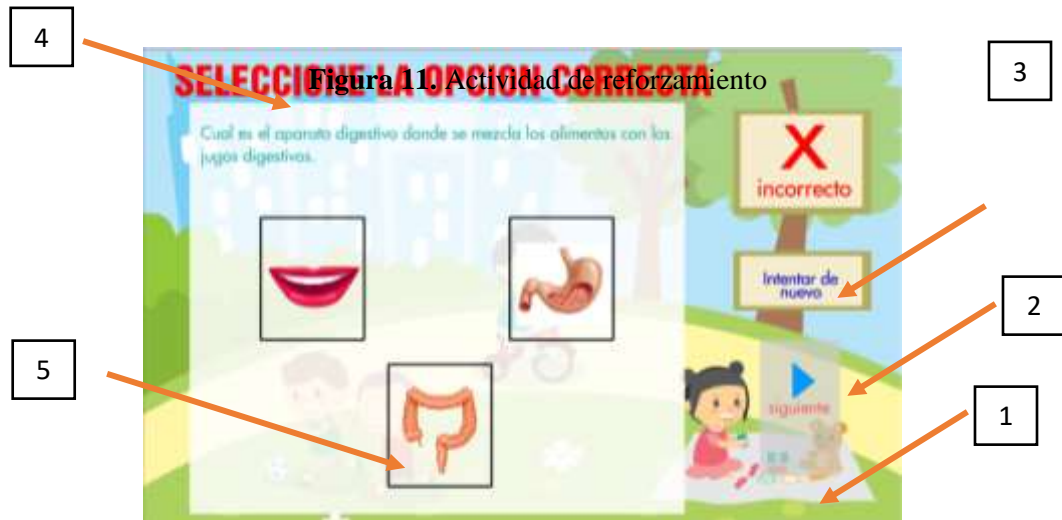 4
3
SELECCIONE LA OPCION CORRECTA
Figura 11. Actividad de reforzamiento
Cual es el aparato digestivo donde se mezcla los alimentos con los
jugos digestivos.
X
incorrecto
Intentar de
nuevo
2
5
siguiente
1